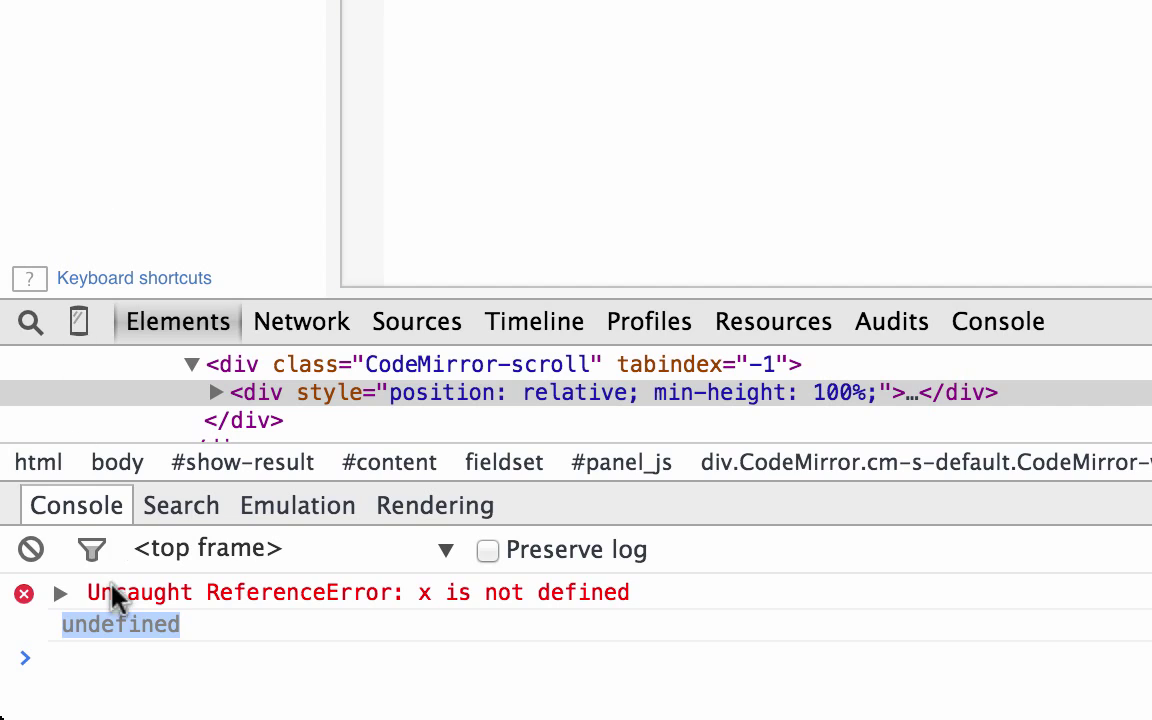 ? Keyboard shortcuts
Elements Network Sources Timeline Profiles Resources Audits Console
▼<div class="CodeMirror-scroll" tabindex="-1">
▶<div style="position: relative; min-height: 100%;">…</div>
</div>
html body #show-result #content fieldset #panel_js div.CodeMirror.cm-s-default.CodeMirror-
Console Search Emulation Rendering
<top frame> ▼ Preserve log
▶ Uncaught ReferenceError: x is not defined
undefined
>